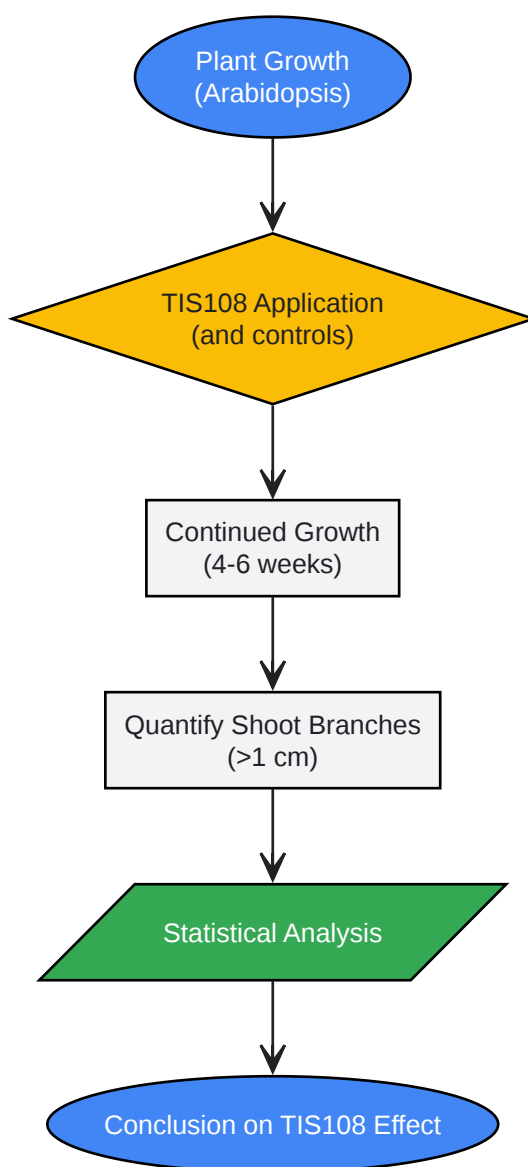 Plant Growth
(Arabidopsis)
TIS108 Application
(and controls)
Continued Growth
(4-6 weeks)
Quantify Shoot Branches
(>1 cm)
Statistical Analysis
Conclusion on TIS108 Effect